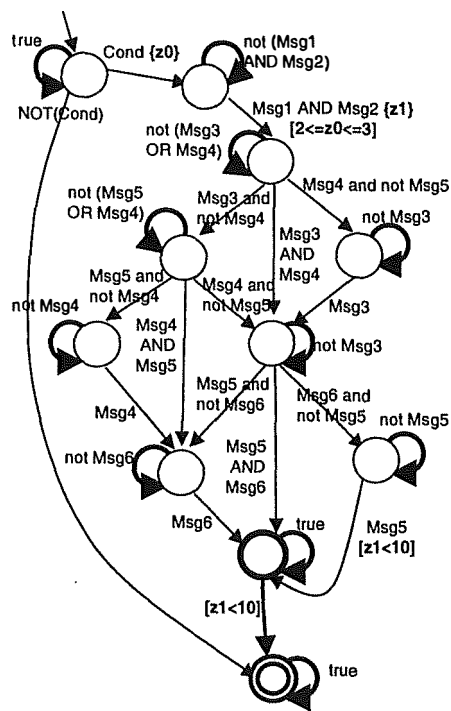 true
Cond {z0}
not (Msg1
AND Msg2)
NOT(Cond)
Msg1 AND Msg2 {z1}
[2<=z0<=3]
not (Msg3
OR Msg4)
Msg3 and
not Msg4
Msg4 and not Msg5
not (Msg5
OR Msg4)
Msg3
AND
Msg4
not Msg3
Msg5 and
not Msg4
Msg4 and
not Msg5
Msg3
not Msg4
Msg4
AND
Msg5
not Msg3
Msg4
Msg5 and
not Msg6
Msg6 and
not Msg5
not Msg5
not Msg6
Msg5
AND
Msg6
Msg6
true
Msg5
[z1<10]
[z1<10]
true